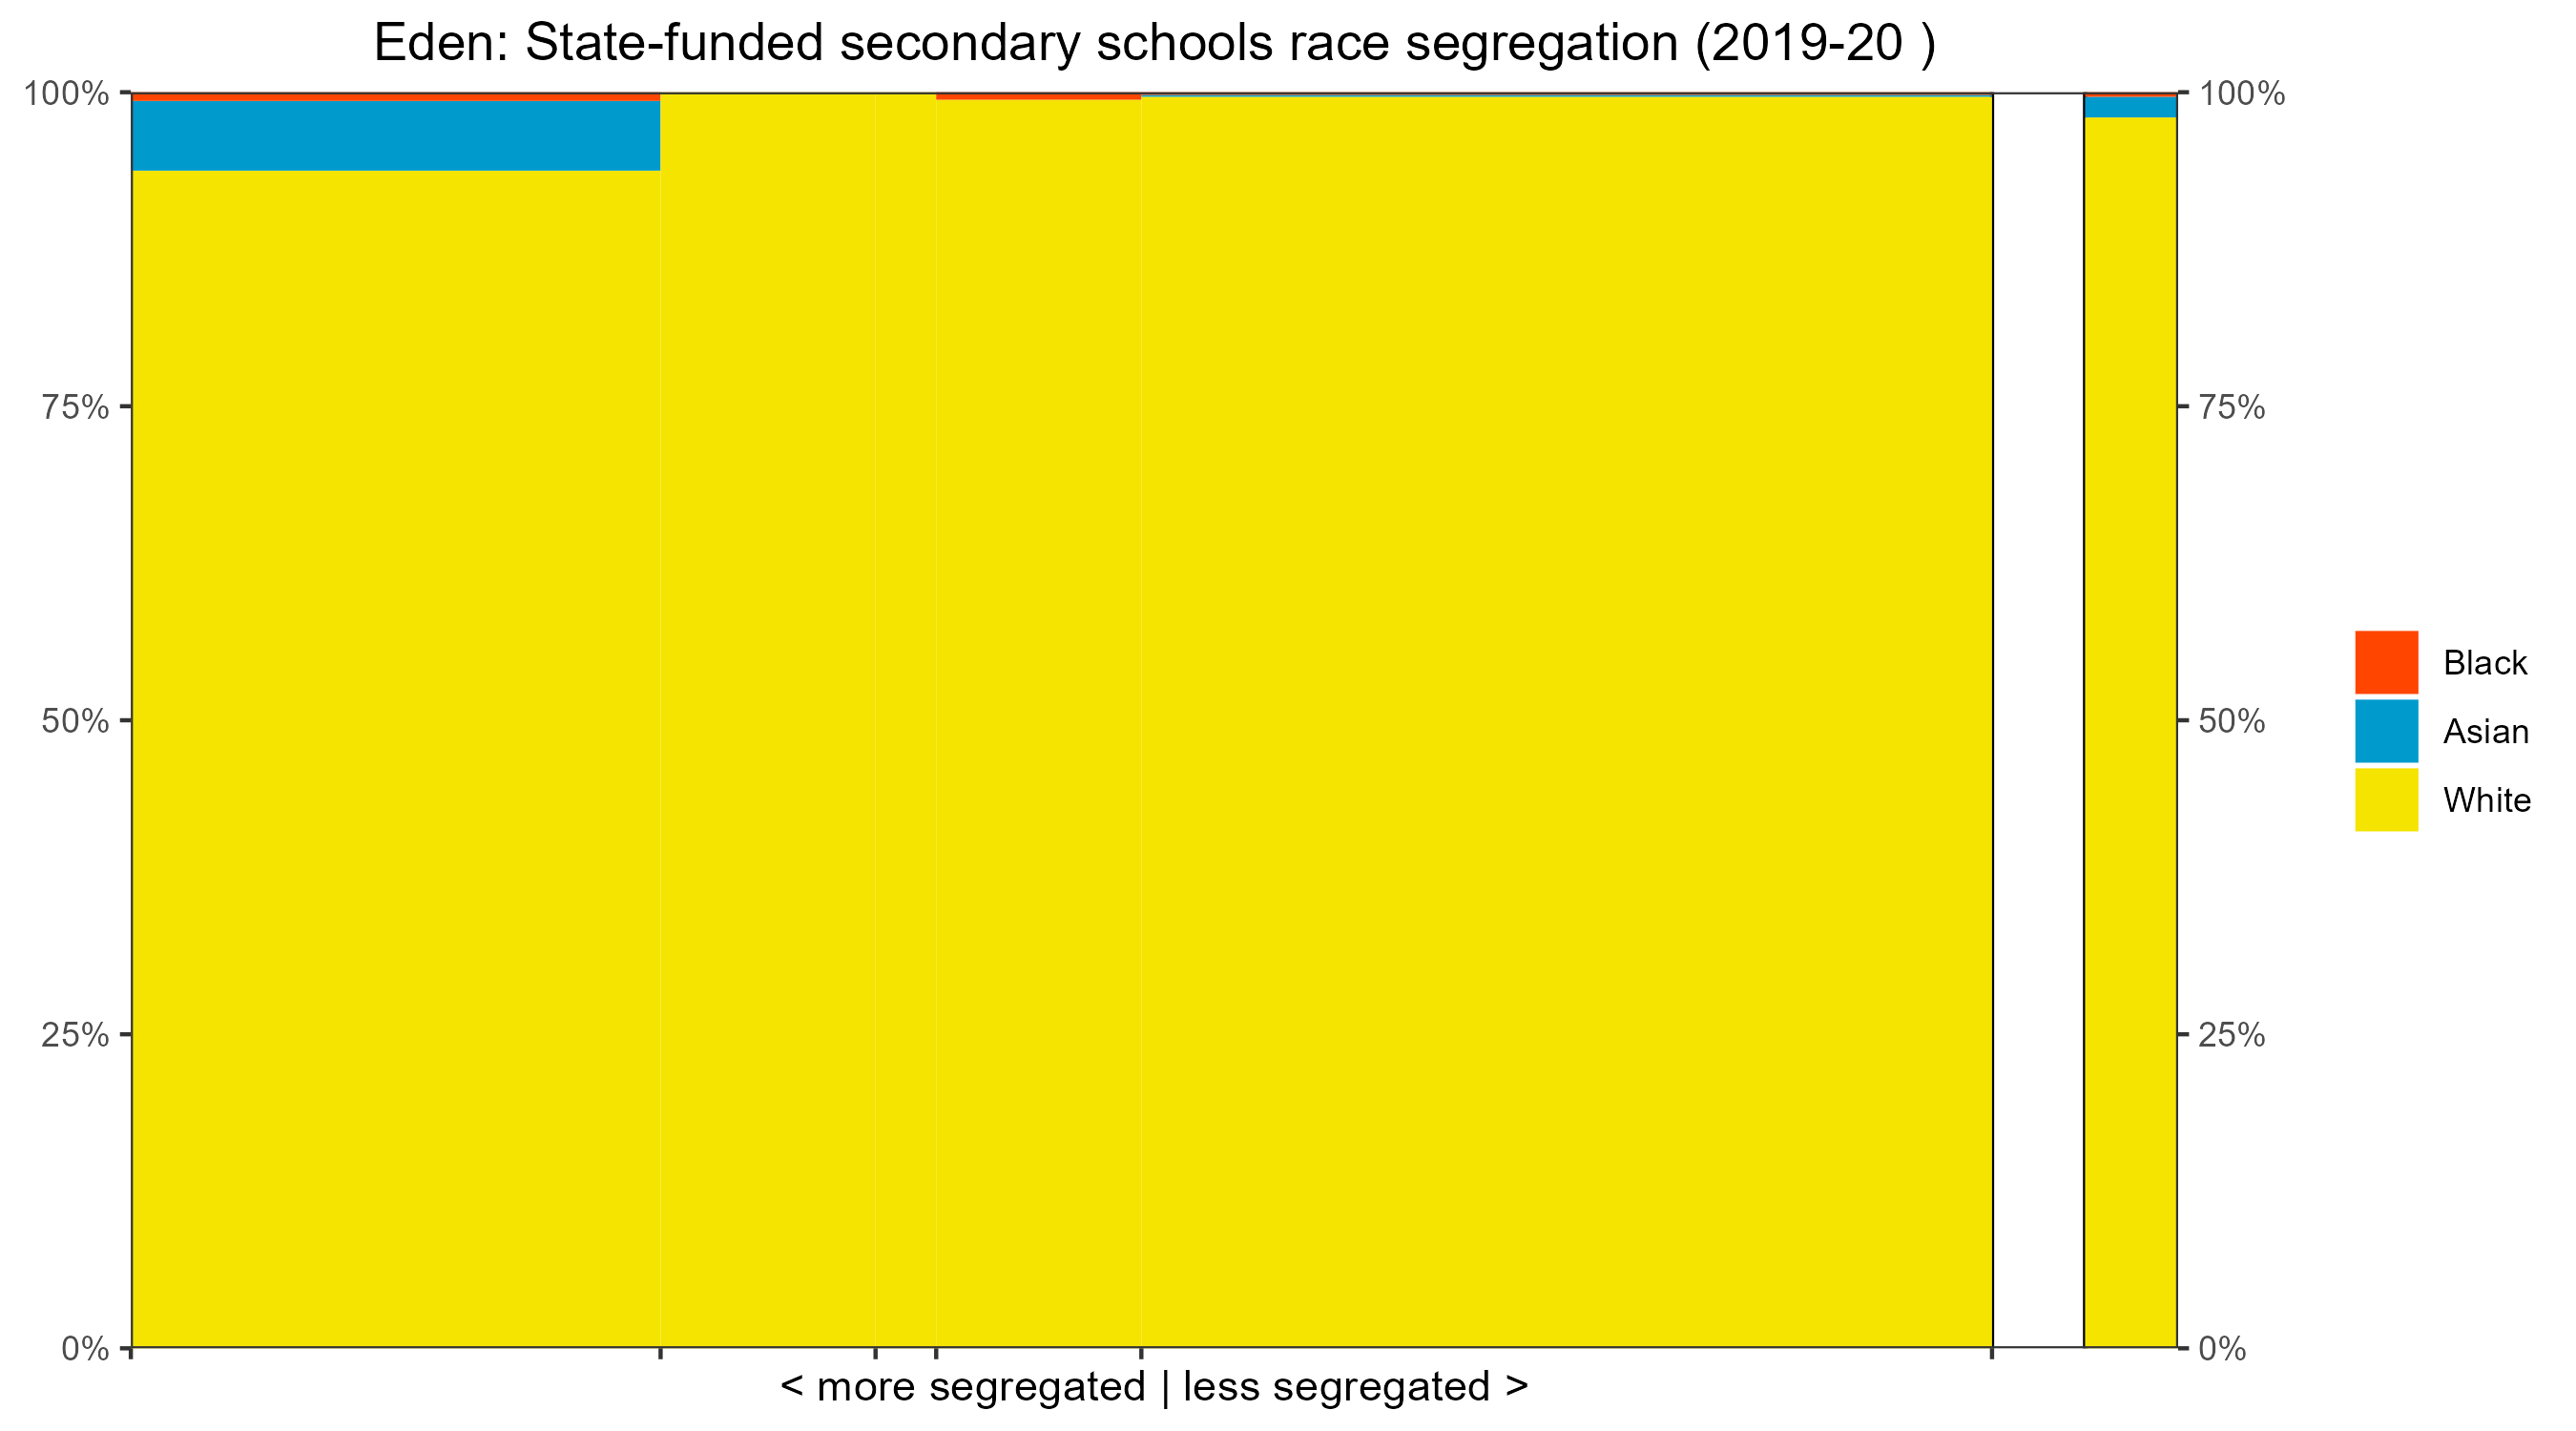 Eden: State-funded secondary schools race segregation (2019-20 )
100%
75%
50%
25%
0%
100%
75%
50%
25%
0%
Black
Asian
White
< more segregated | less segregated >